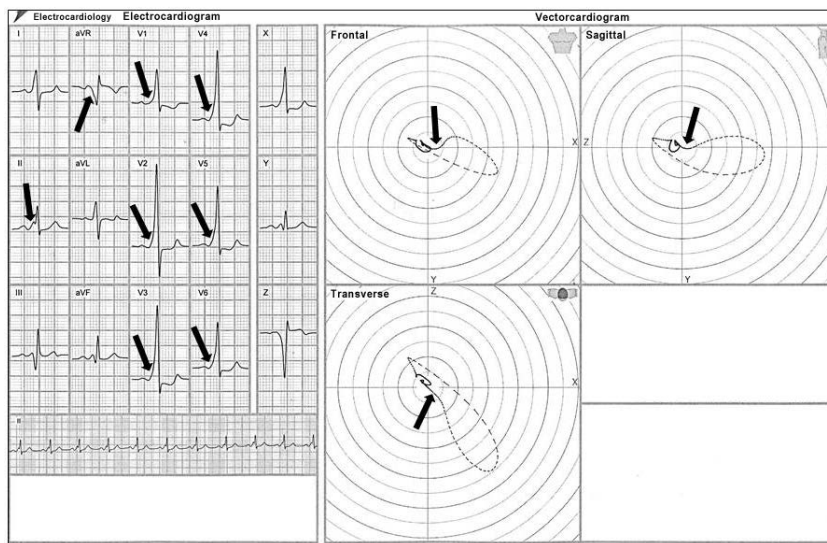 Electrocardiology Electrocardiogram
Vectorcardiogram
I aVR V1 V4 X
II aVL V2 V5 Y
III aVF V3 V6 Z
II
Frontal
X
Y
Sagittal
Z
Y
Transverse
Z
X